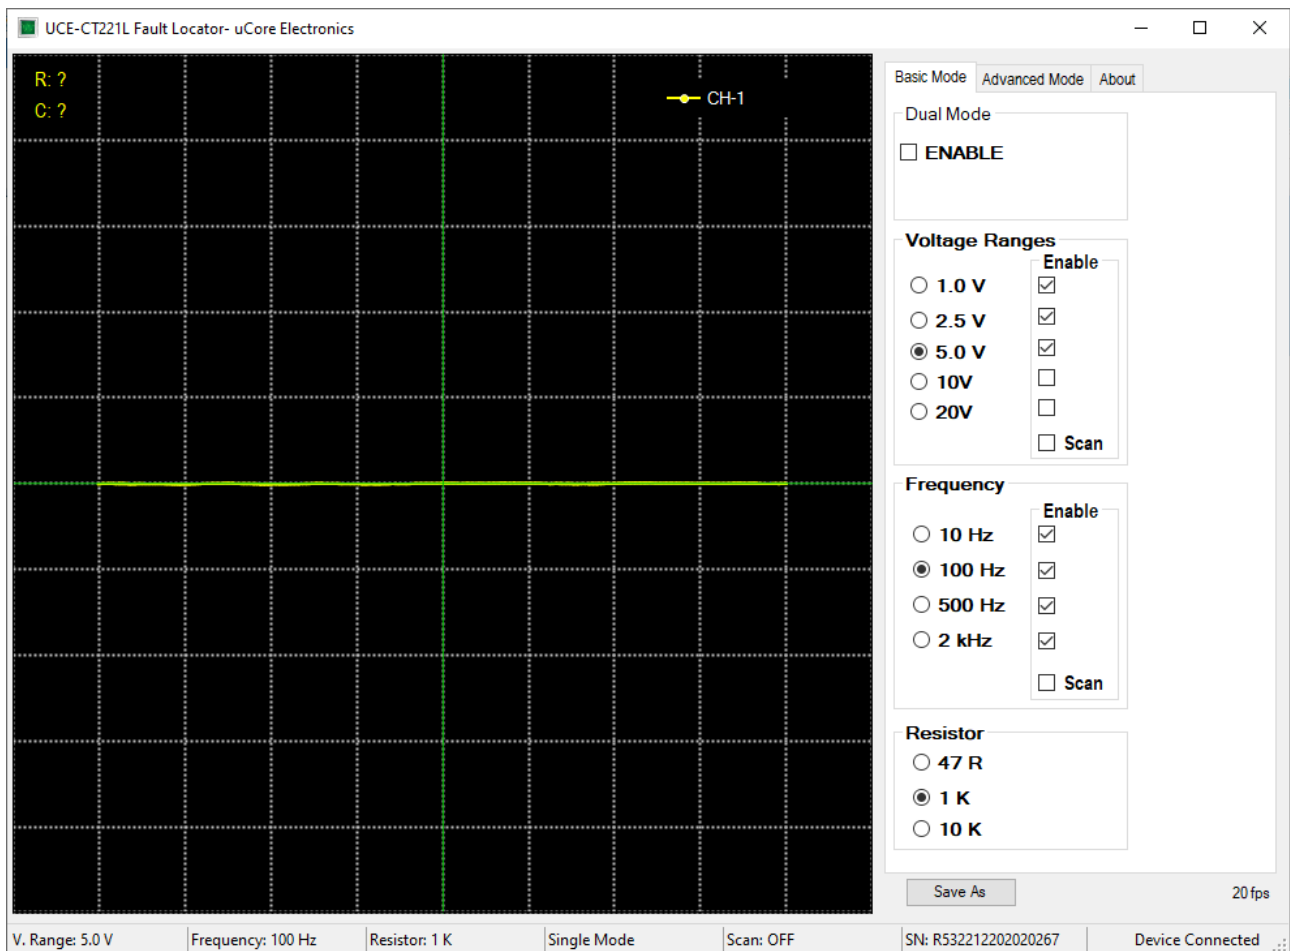 UCE-CT221L Fault Locator- uCore Electronics
R: ?
C: ?
CH-1
Basic Mode
Advanced Mode
About
Dual Mode
ENABLE
Voltage Ranges
Enable
1.0 V
2.5 V
5.0 V
10V
20V
Scan
Frequency
Enable
10 Hz
100 Hz
500 Hz
2 kHz
Scan
Resistor
47 R
1 K
10 K
Save As
20 fps
V. Range: 5.0 V
Frequency: 100 Hz
Resistor: 1 K
Single Mode
Scan: OFF
SN: R532212202020267
Device Connected